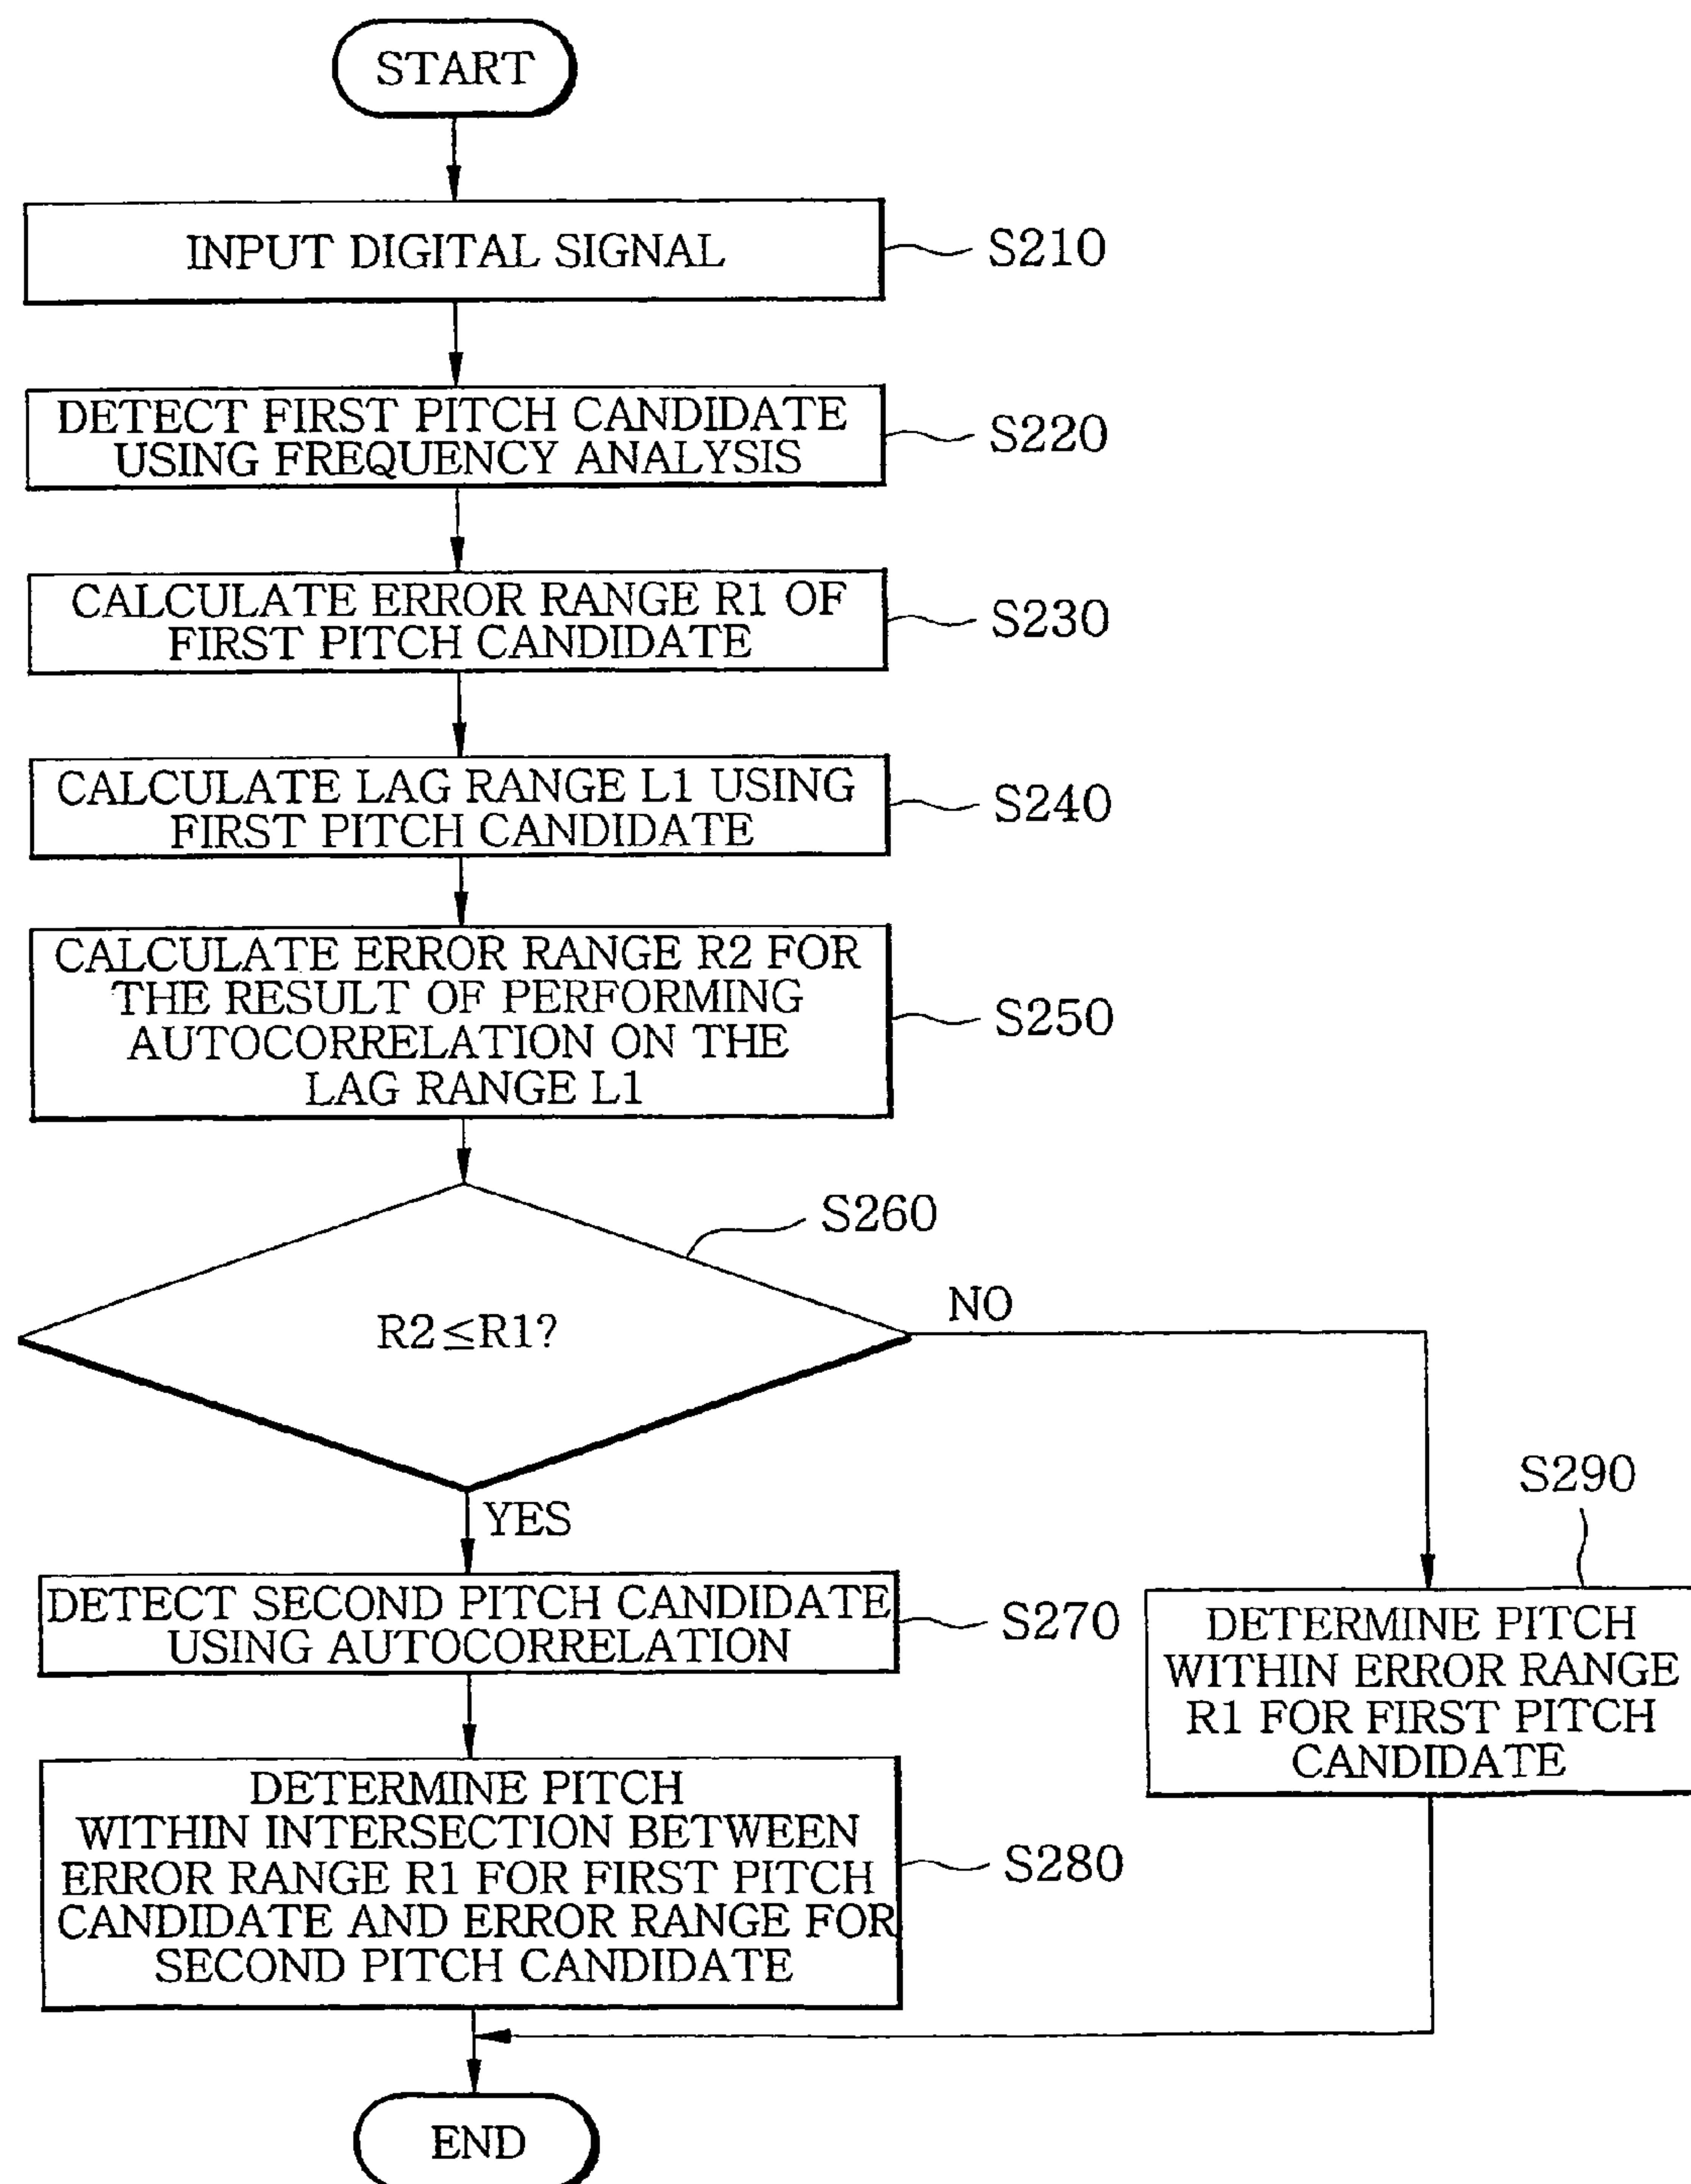 START
INPUT DIGITAL SIGNAL
S210
DETECT FIRST PITCH CANDIDATE
USING FREQUENCY ANALYSIS
S220
CALCULATE ERROR RANGE R1 OF
FIRST PITCH CANDIDATE
S230
CALCULATE LAG RANGE L1 USING
FIRST PITCH CANDIDATE
S240
CALCULATE ERROR RANGE R2 FOR
THE RESULT OF PERFORMING
AUTOCORRELATION ON THE
LAG RANGE L1
S250
S260
R2≤R1?
NO
YES
DETECT SECOND PITCH CANDIDATE
USING AUTOCORRELATION
S270
S290
DETERMINE PITCH
WITHIN ERROR RANGE
R1 FOR FIRST PITCH
CANDIDATE
DETERMINE PITCH
WITHIN INTERSECTION BETWEEN
ERROR RANGE R1 FOR FIRST PITCH
CANDIDATE AND ERROR RANGE FOR
SECOND PITCH CANDIDATE
S280
END